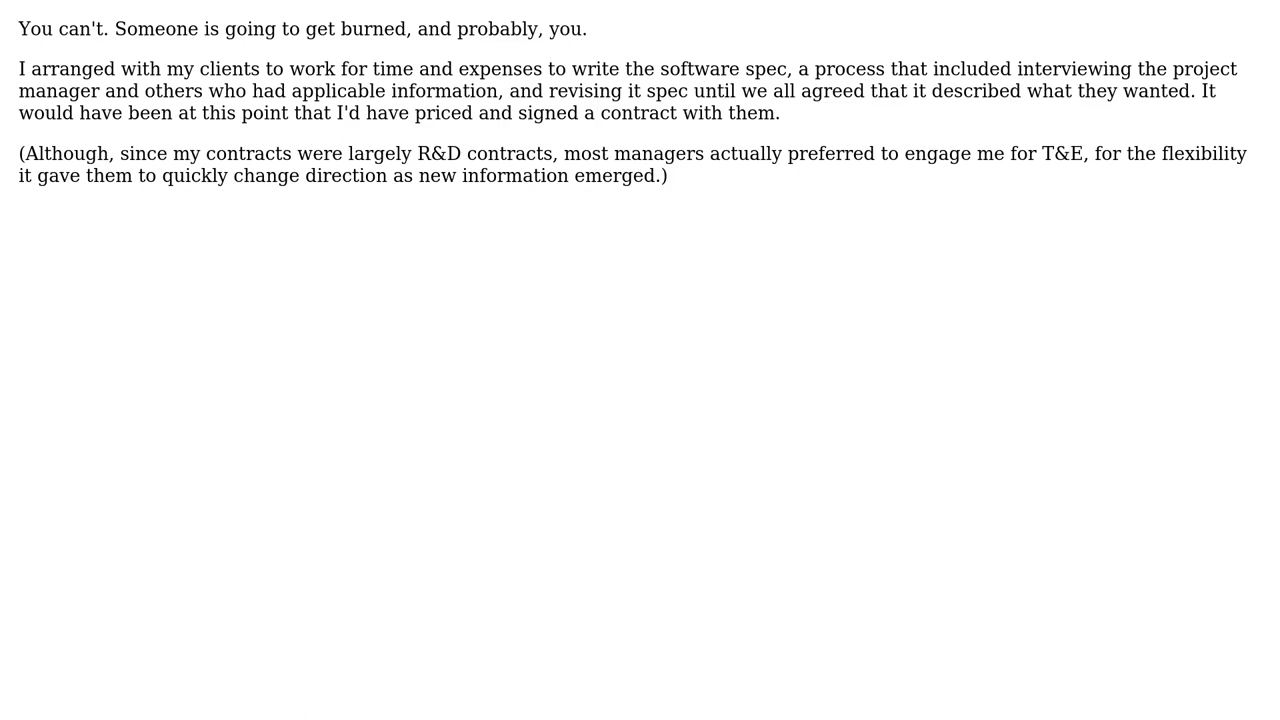 You can't. Someone is going to get burned, and probably, you.
I arranged with my clients to work for time and expenses to write the software spec, a process that included interviewing the project
manager and others who had applicable information, and revising it spec until we all agreed that it described what they wanted. It
would have been at this point that I'd have priced and signed a contract with them.
(Although, since my contracts were largely R&D contracts, most managers actually preferred to engage me for T&E, for the flexibility
it gave them to quickly change direction as new information emerged.)